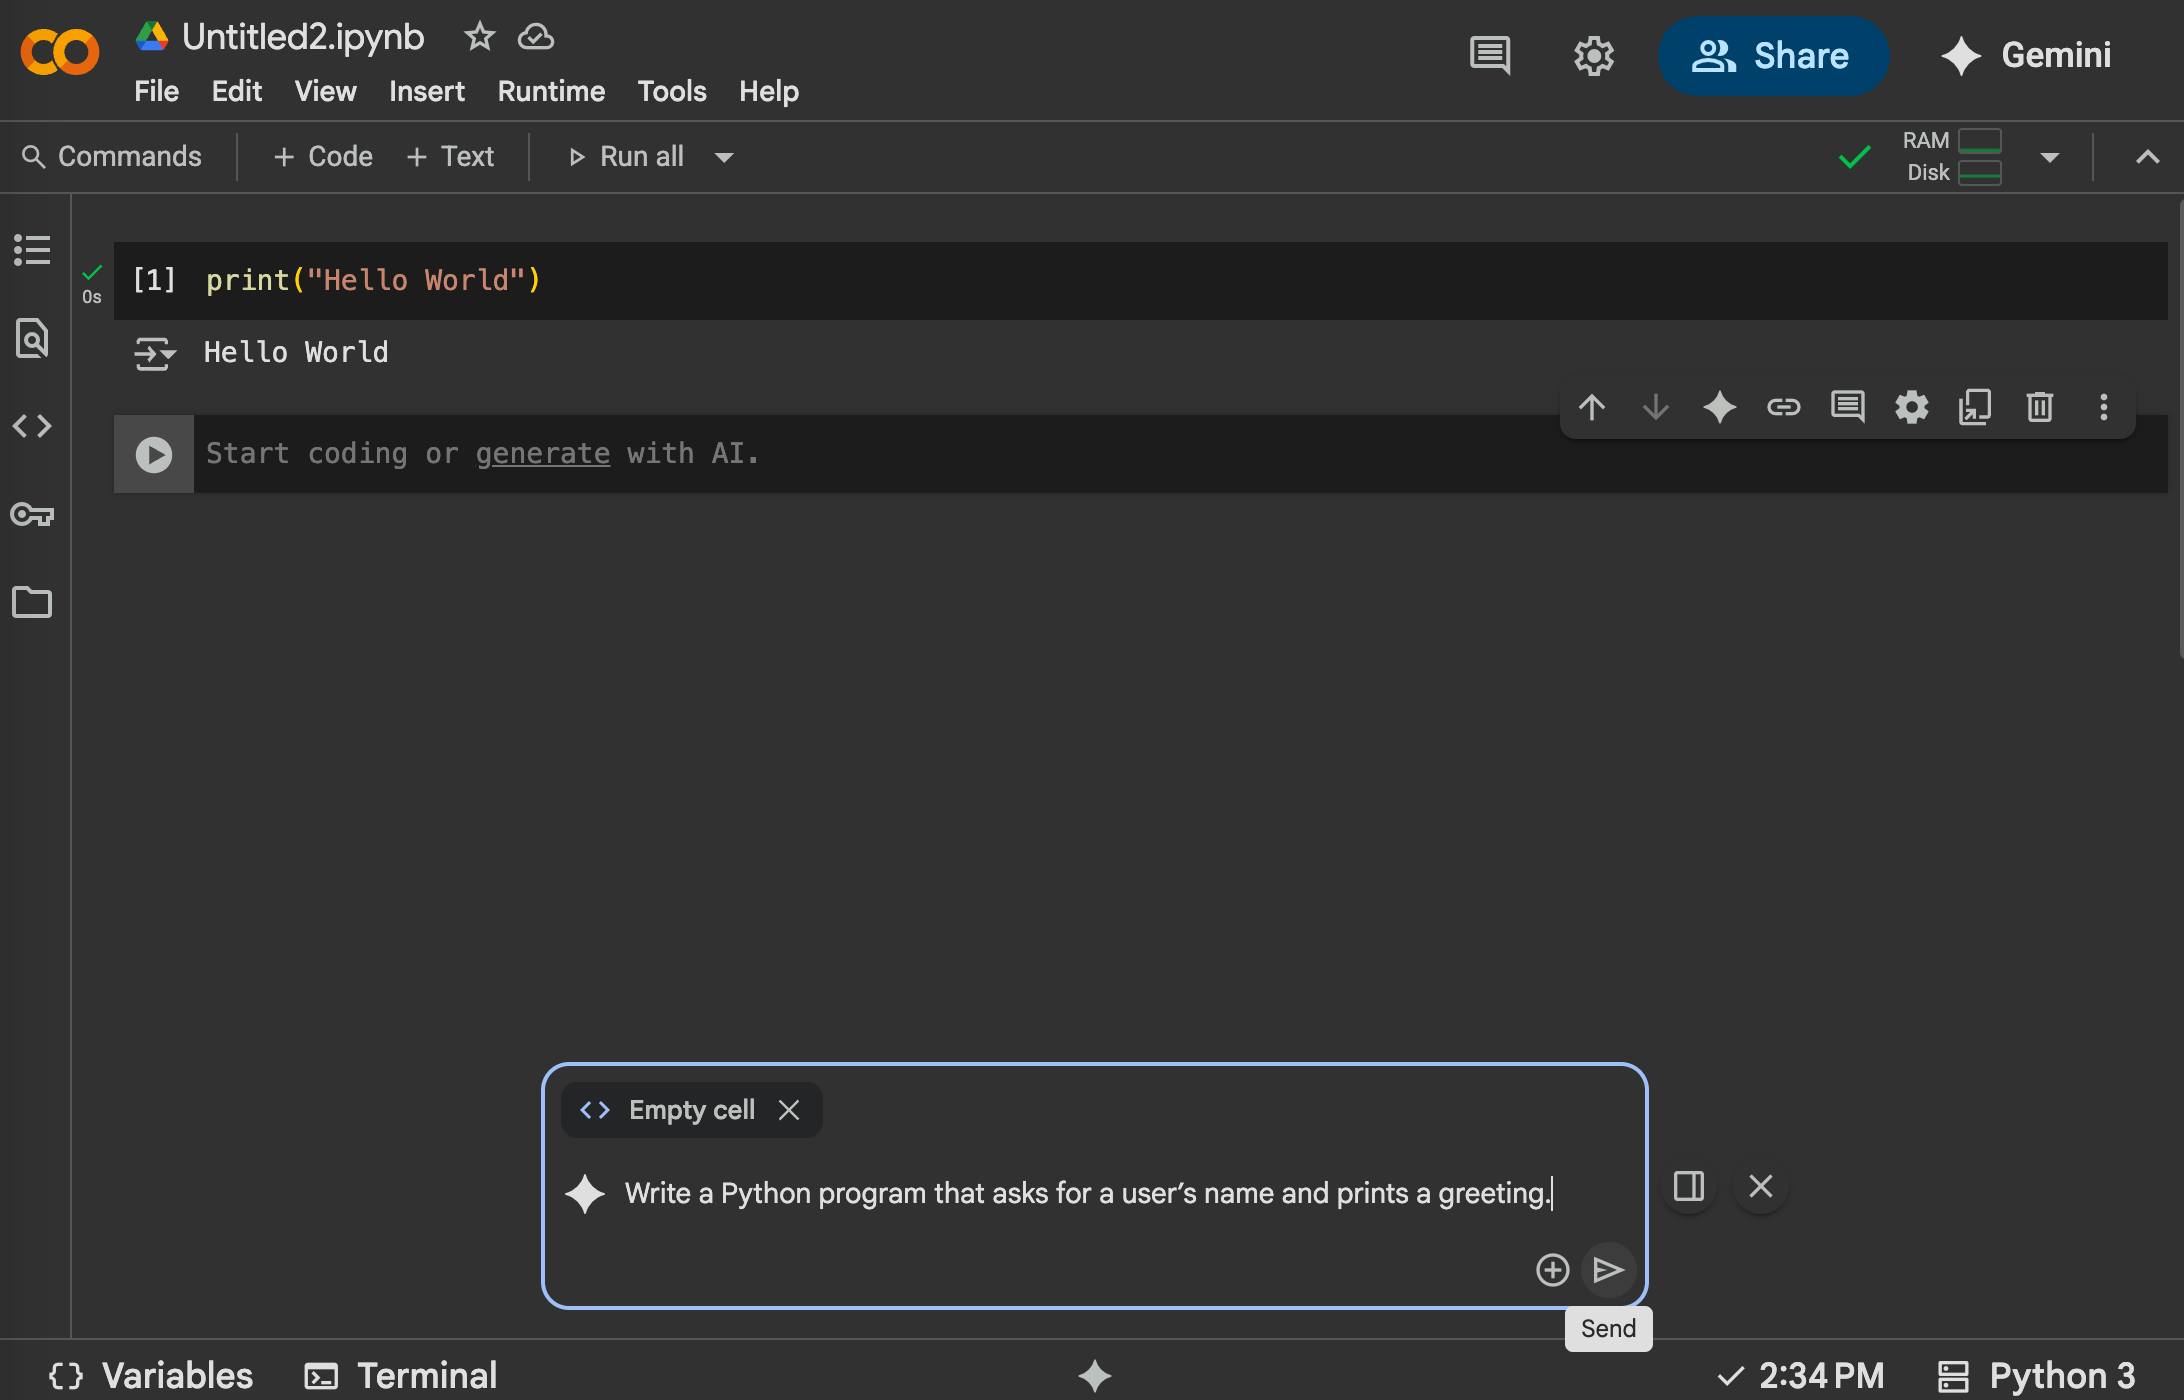 Untitled2.ipynb
File Edit View Insert Runtime Tools Help
Share
Gemini
Commands + Code + Text Run all
RAM
Disk
0s
[1] print("Hello World")
Hello World
Start coding or generate with AI.
Empty cell
Write a Python program that asks for a user’s name and prints a greeting.
Send
Variables Terminal 2:34 PM Python 3